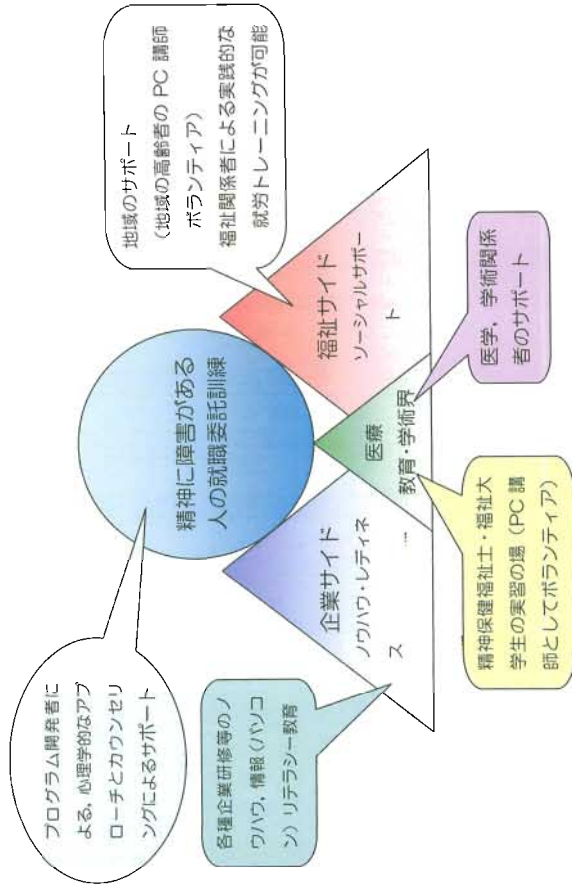 プログラム開発者に
よる，心理学的なアプ
ローチとカウンセリ
ングによるサポート
精神に障害がある
人の就職委託訓練
地域のサポート
（地域の高齢者の PC 講師
ボランティア）
福祉関係者による実践的な
就労トレーニングが可能
各種企業研修等のノ
ウハウ，情報（パソコ
ン）リテラシー教育
企業サイド
ノウハウ・レディネ
ス
医療
教育・学術界
福祉サイド
ソーシャルサポー
ト
精神保健福祉士・福祉大
学生の実習の場（PC 講
師としてボランティア）
医学，学術関係
者のサポート